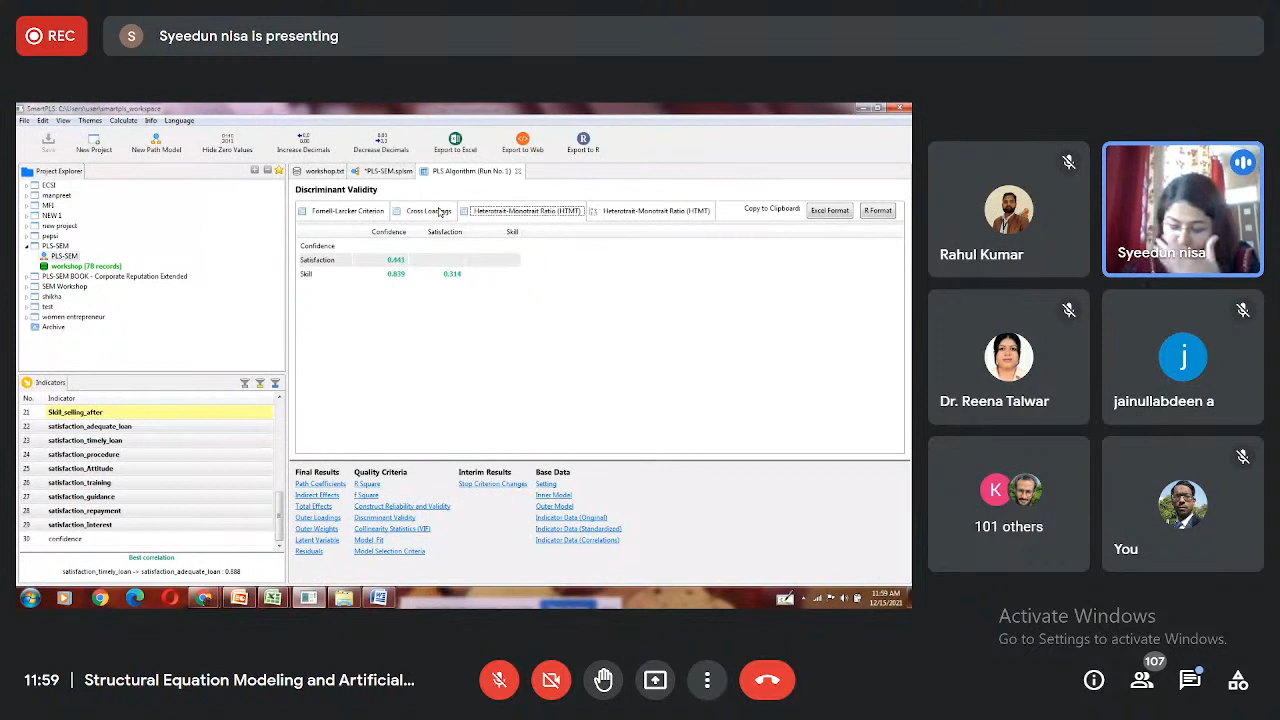 REC
S
Syeedun nisa is presenting
SmartPLS: C:\Users\user\smartpls_workspace
File Edit View Themes Calculate Info Language
Save New Project New Path Model Hide Zero Values Increase Decimals Decrease Decimals Export to Excel Export to Web Export to R
Project Explorer
workshop.txt *PLS-SEM.splsm PLS Algorithm (Run No. 1)
ECSI
manpreet
MFI
NEW 1
new project
pepsi
PLS-SEM
PLS-SEM
workshop [78 records]
PLS-SEM BOOK - Corporate Reputation Extended
SEM Workshop
shikha
test
women entrepreneur
Archive
Discriminant Validity
Fornell-Larcker Criterion Cross Loadings Heterotrait-Monotrait Ratio (HTMT) Heterotrait-Monotrait Ratio (HTMT) Copy to Clipboard: Excel Format R Format
Confidence Satisfaction Skill
Confidence
Satisfaction 0.441
Skill 0.839 0.314
Indicators
No. Indicator
21 Skill_selling_after
22 satisfaction_adequate_loan
23 satisfaction_timely_loan
24 satisfaction_procedure
25 satisfaction_Attitude
26 satisfaction_training
27 satisfaction_guidance
28 satisfaction_repayment
29 satisfaction_Interest
30 confidence
Best correlation
satisfaction_timely_loan -> satisfaction_adequate_loan : 0.888
Final Results
Path Coefficients
Indirect Effects
Total Effects
Outer Loadings
Outer Weights
Latent Variable
Residuals
Quality Criteria
R Square
f Square
Construct Reliability and Validity
Discriminant Validity
Collinearity Statistics (VIF)
Model_Fit
Model Selection Criteria
Interim Results
Stop Criterion Changes
Base Data
Setting
Inner Model
Outer Model
Indicator Data (Original)
Indicator Data (Standardized)
Indicator Data (Correlations)
11:59 AM
12/15/2021
Rahul Kumar
Syeedun nisa
Dr. Reena Talwar
j
jainullabdeen a
K
101 others
You
Activate Windows
Go to Settings to activate Windows.
11:59 | Structural Equation Modeling and Artificial...
107